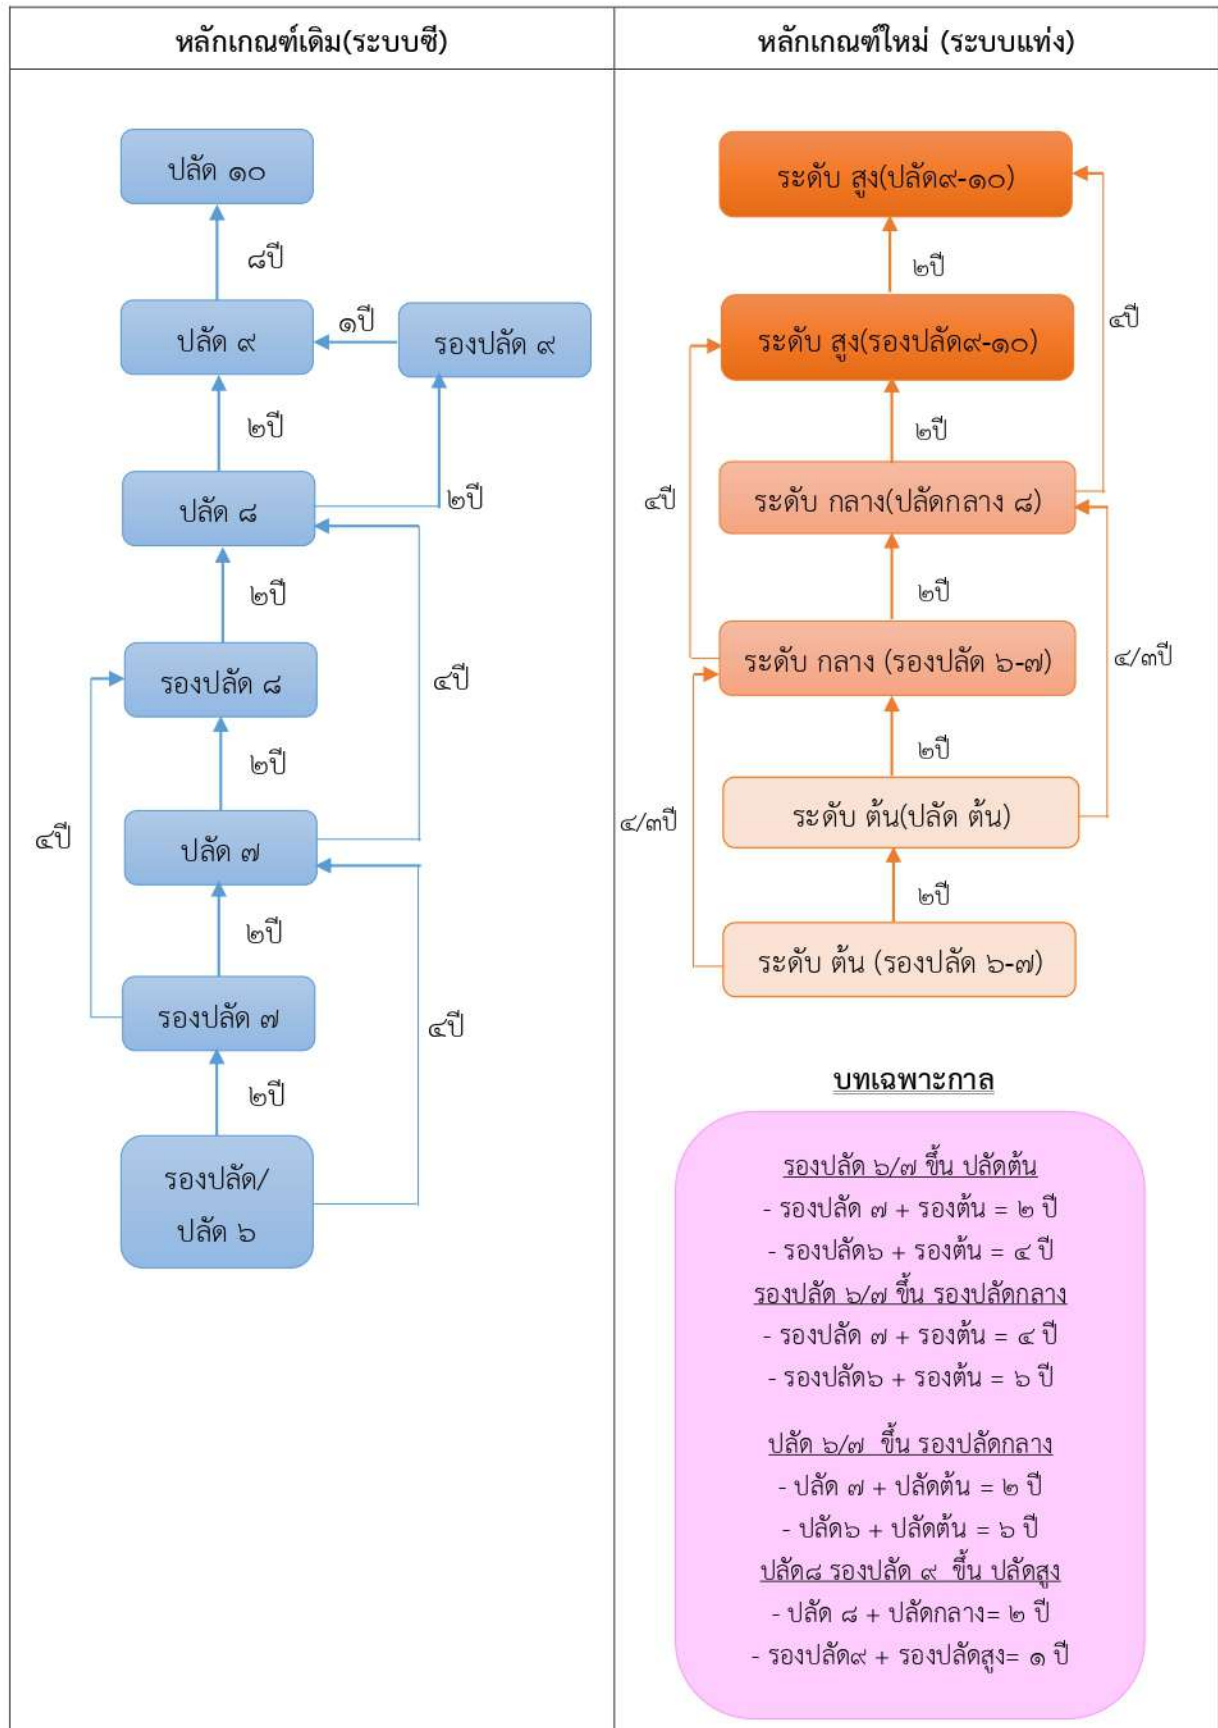 หลักเกณฑ์เดิม(ระบบซี)
ปลัด ๑๐
๘ปี
ปลัด ๙
๑ปี
รองปลัด ๙
๒ปี
ปลัด ๘
๒ปี
๒ปี
รองปลัด ๘
๔ปี
๒ปี
๔ปี
ปลัด ๗
๒ปี
รองปลัด ๗
๔ปี
๒ปี
รองปลัด/
ปลัด ๖
หลักเกณฑ์ใหม่ (ระบบแท่ง)
ระดับ สูง(ปลัด๙-๑๐)
๒ปี
๔ปี
ระดับ สูง(รองปลัด๙-๑๐)
๒ปี
๔ปี
ระดับ กลาง(ปลัดกลาง ๘)
๒ปี
ระดับ กลาง (รองปลัด ๖-๗)
๔/๓ปี
๒ปี
๔/๓ปี
ระดับ ต้น(ปลัด ต้น)
๒ปี
ระดับ ต้น (รองปลัด ๖-๗)
บทเฉพาะกาล
รองปลัด ๖/๗ ขึ้น ปลัดต้น
- รองปลัด ๗ + รองต้น = ๒ ปี
- รองปลัด๖ + รองต้น = ๔ ปี
รองปลัด ๖/๗ ขึ้น รองปลัดกลาง
- รองปลัด ๗ + รองต้น = ๔ ปี
- รองปลัด๖ + รองต้น = ๖ ปี
ปลัด ๖/๗ ขึ้น รองปลัดกลาง
- ปลัด ๗ + ปลัดต้น = ๒ ปี
- ปลัด๖ + ปลัดต้น = ๖ ปี
ปลัด๘ รองปลัด ๙ ขึ้น ปลัดสูง
- ปลัด ๘ + ปลัดกลาง= ๒ ปี
- รองปลัด๙ + รองปลัดสูง= ๑ ปี